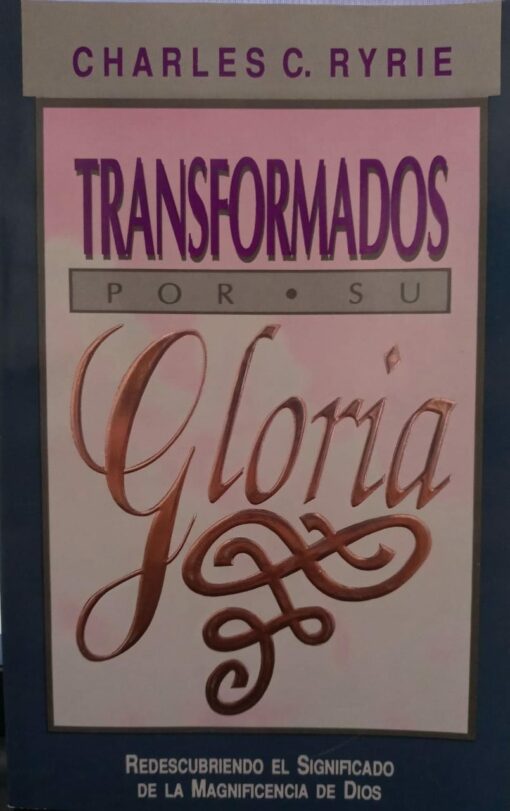 CHARLES C. RYRIE
TRANSFORMADOS
POR • SU
Gloria
REDESCUBRIENDO EL SIGNIFICADO
DE LA MAGNIFICENCIA DE DIOS